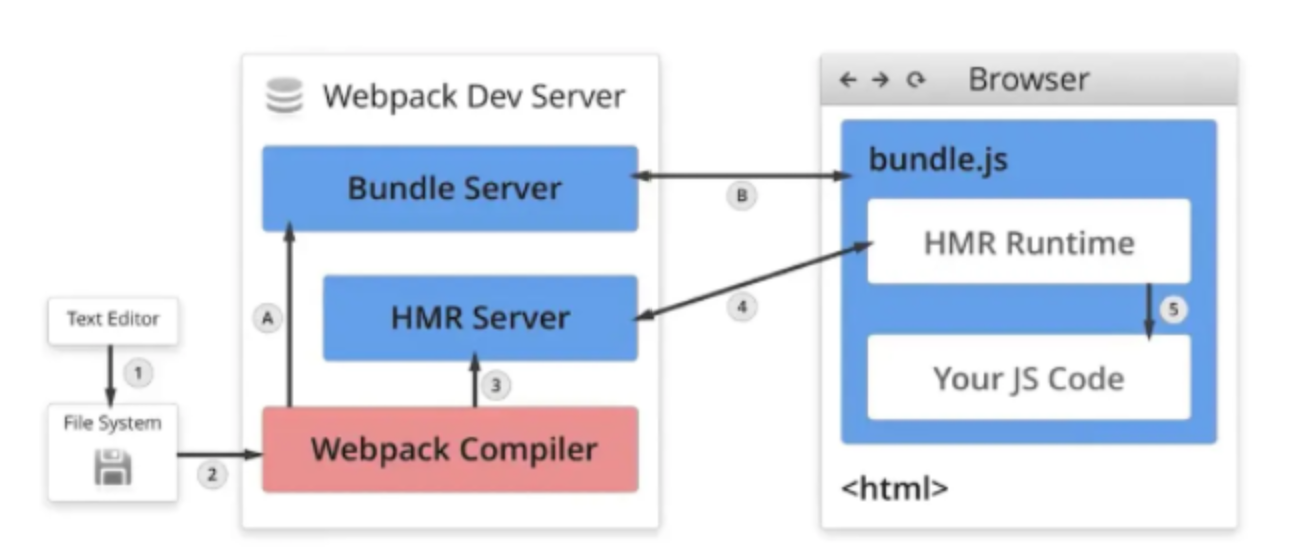 Webpack Dev Server
Bundle Server
A
HMR Server
3
Webpack Compiler
Text Editor
1
File System
2
B
4
Browser
bundle.js
HMR Runtime
5
Your JS Code
<html>